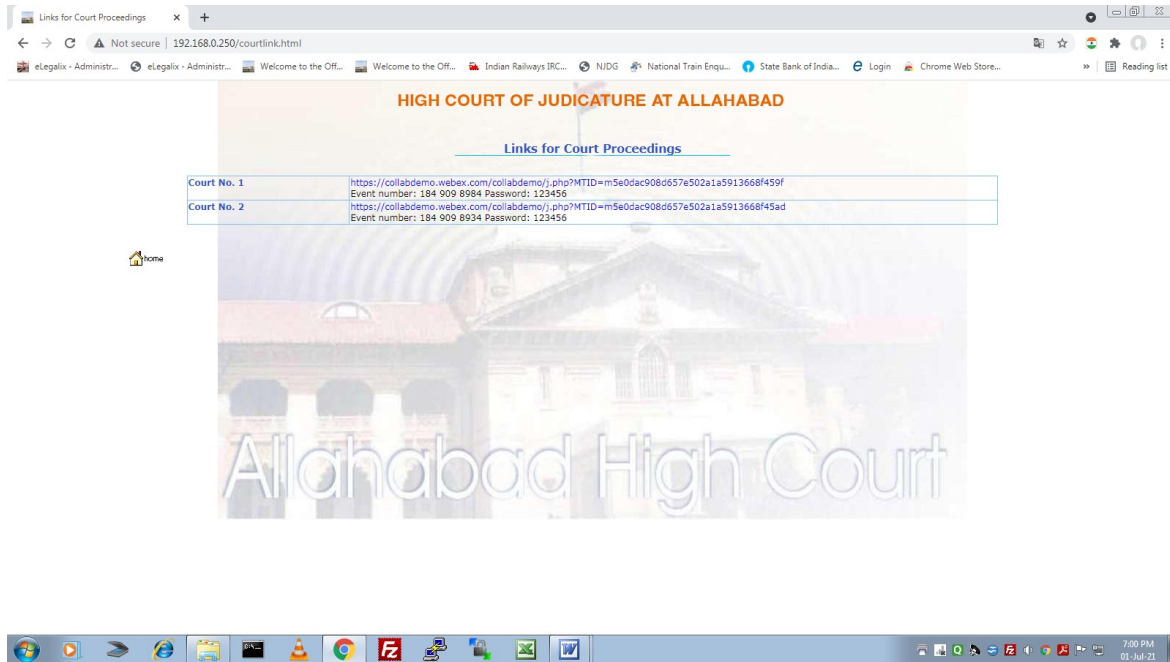 Links for Court Proceedings
Not secure | 192.168.0.250/courtlink.html
eLegalix - Administr... eLegalix - Administr... Welcome to the Off... Welcome to the Off... Indian Railways IRC... NJDG National Train Enqu... State Bank of India... Login Chrome Web Store... » Reading list
HIGH COURT OF JUDICATURE AT ALLAHABAD
Links for Court Proceedings
Court No. 1 https://collabdemo.webex.com/collabdemo/j.php?MTID=m5e0dac908d657e502a1a5913668f459f
Event number: 184 909 8984 Password: 123456
Court No. 2 https://collabdemo.webex.com/collabdemo/j.php?MTID=m5e0dac908d657e502a1a5913668f45ad
Event number: 184 909 8934 Password: 123456
home
Allahabad High Court
7:00 PM
01-Jul-21